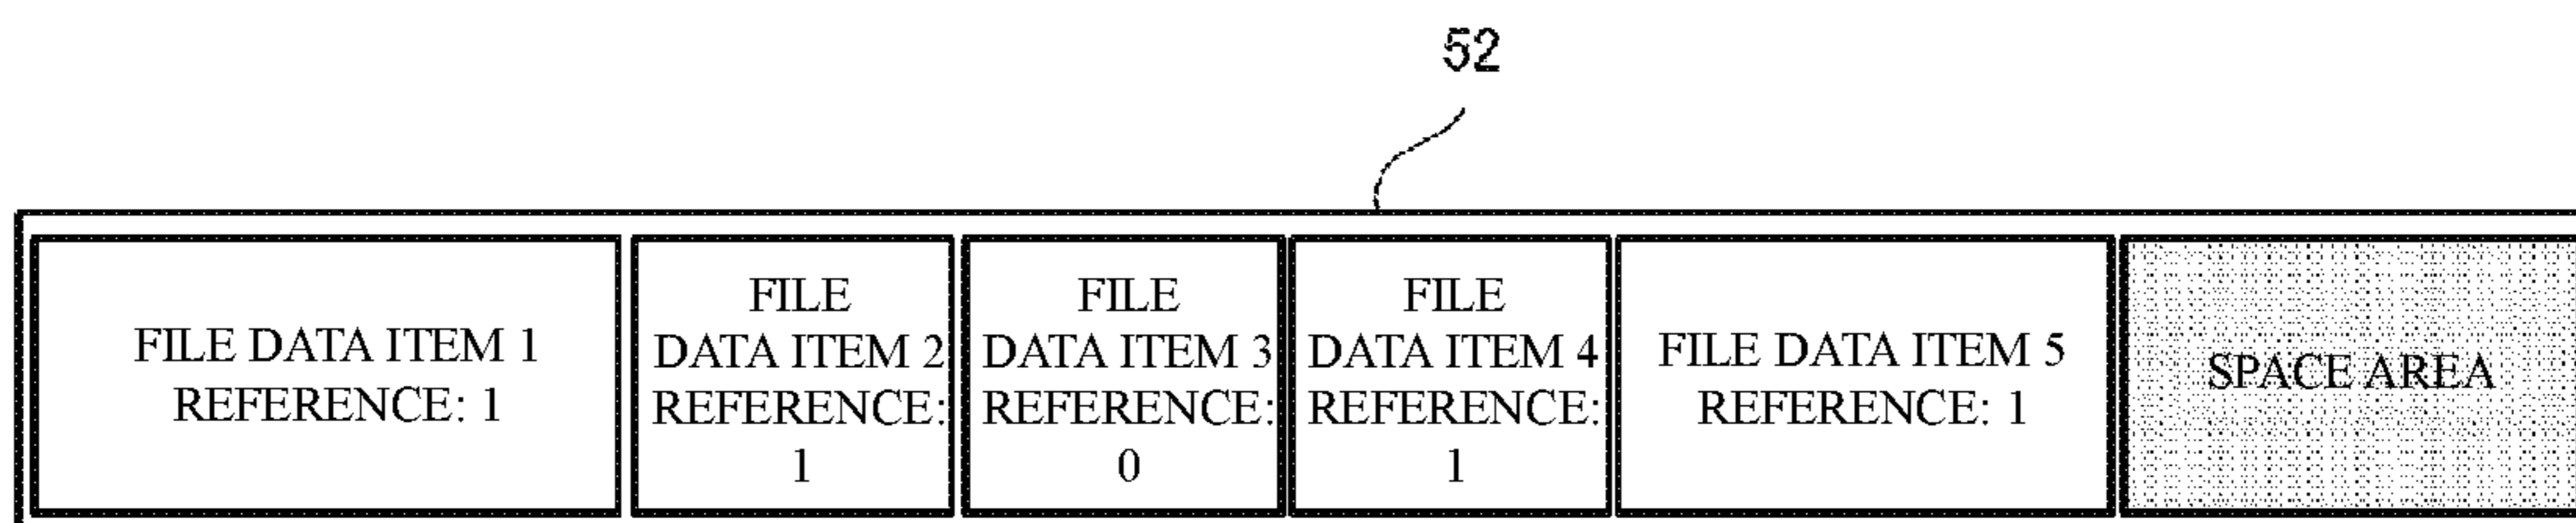 52
FILE DATA ITEM 1
REFERENCE: 1
FILE
DATA ITEM 2
REFERENCE:
1
FILE
DATA ITEM 3
REFERENCE:
0
FILE
DATA ITEM 4
REFERENCE:
1
FILE DATA ITEM 5
REFERENCE: 1
SPACE AREA